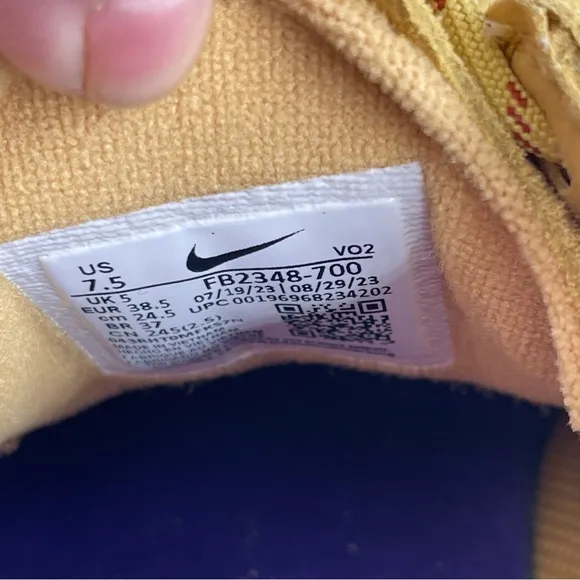 US
7.5
UK 5
EUR 38.5
cm 24.5
BR 37
CN 245(2.5)
VO2
FB2348-700
07/19/23 | 08/29/23
UPC 00196968234202